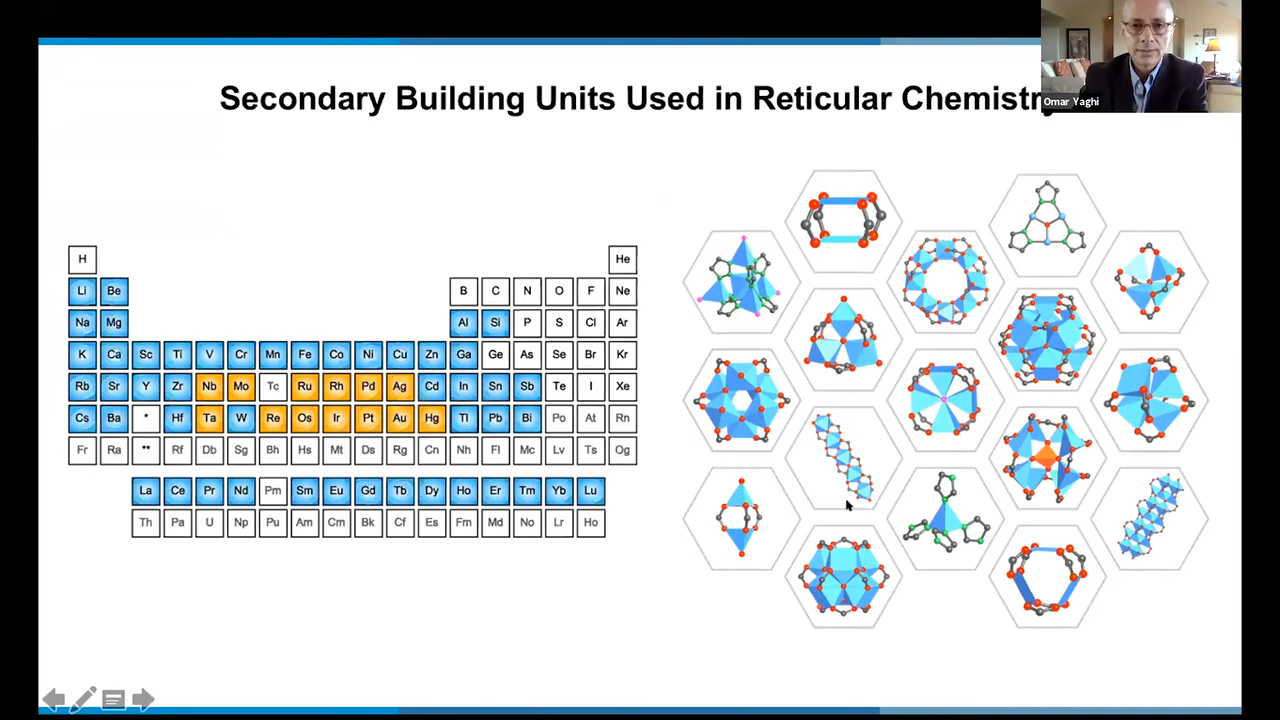 Secondary Building Units Used in Reticular Chemistry
Omar Yaghi
H He
Li Be B C N O F Ne
Na Mg Al Si P S Cl Ar
K Ca Sc Ti V Cr Mn Fe Co Ni Cu Zn Ga Ge As Se Br Kr
Rb Sr Y Zr Nb Mo Tc Ru Rh Pd Ag Cd In Sn Sb Te I Xe
Cs Ba * Hf Ta W Re Os Ir Pt Au Hg Tl Pb Bi Po At Rn
Fr Ra ** Rf Db Sg Bh Hs Mt Ds Rg Cn Nh Fl Mc Lv Ts Og
La Ce Pr Nd Pm Sm Eu Gd Tb Dy Ho Er Tm Yb Lu
Th Pa U Np Pu Am Cm Bk Cf Es Fm Md No Lr Ho